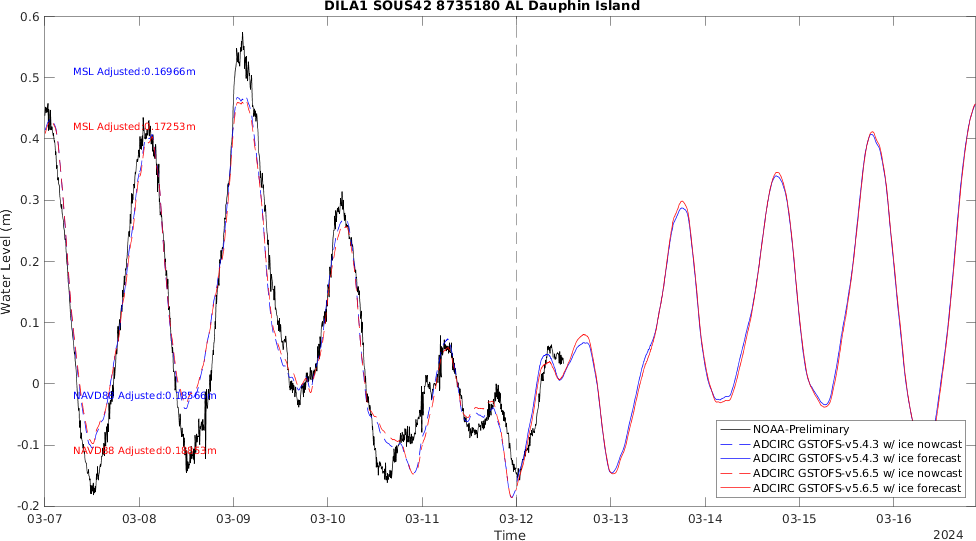 DILA1 SOUS42 8735180 AL Dauphin Island
0.6
0.5
0.4
0.3
0.2
0.1
0
-0.1
-0.2
Water Level (m)
MSL Adjusted:0.16966m
MSL Adjusted:0.17253m
NAVD88 Adjusted:0.18566m
NAVD88 Adjusted:0.18853m
NOAA-Preliminary
ADCIRC GSTOFS-v5.4.3 w/ ice nowcast
ADCIRC GSTOFS-v5.4.3 w/ ice forecast
ADCIRC GSTOFS-v5.6.5 w/ ice nowcast
ADCIRC GSTOFS-v5.6.5 w/ ice forecast
03-07 03-08 03-09 03-10 03-11 03-12 03-13 03-14 03-15 03-16
Time
2024